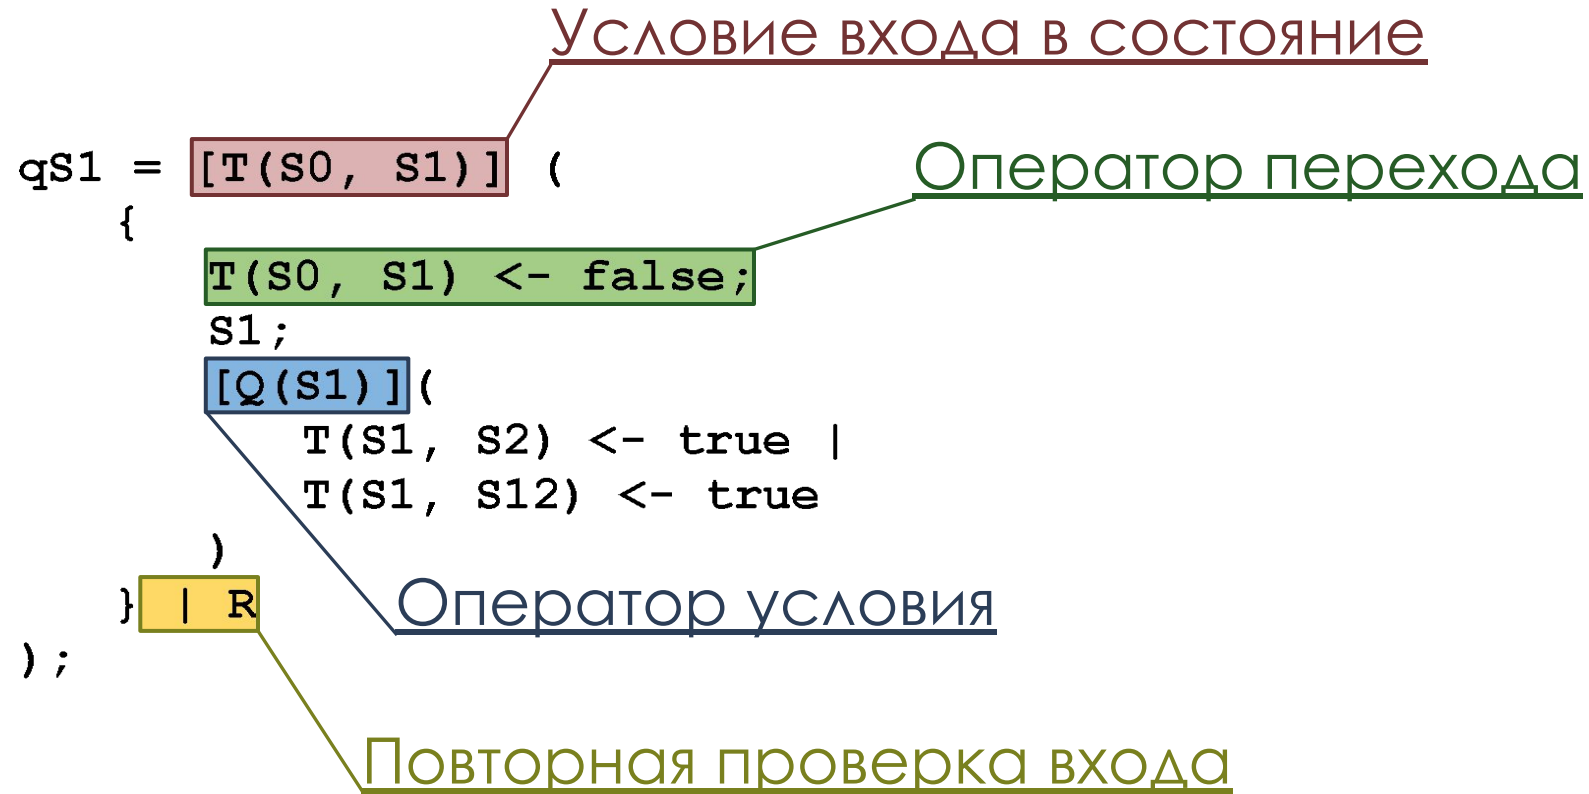 Условие входа в состояние
qS1 = [T(S0, S1)] (
Оператор перехода
{
T(S0, S1) <- false;
S1;
[Q(S1)](
T(S1, S2) <- true |
T(S1, S12) <- true
)
} | R
Оператор условия
);
Повторная проверка входа